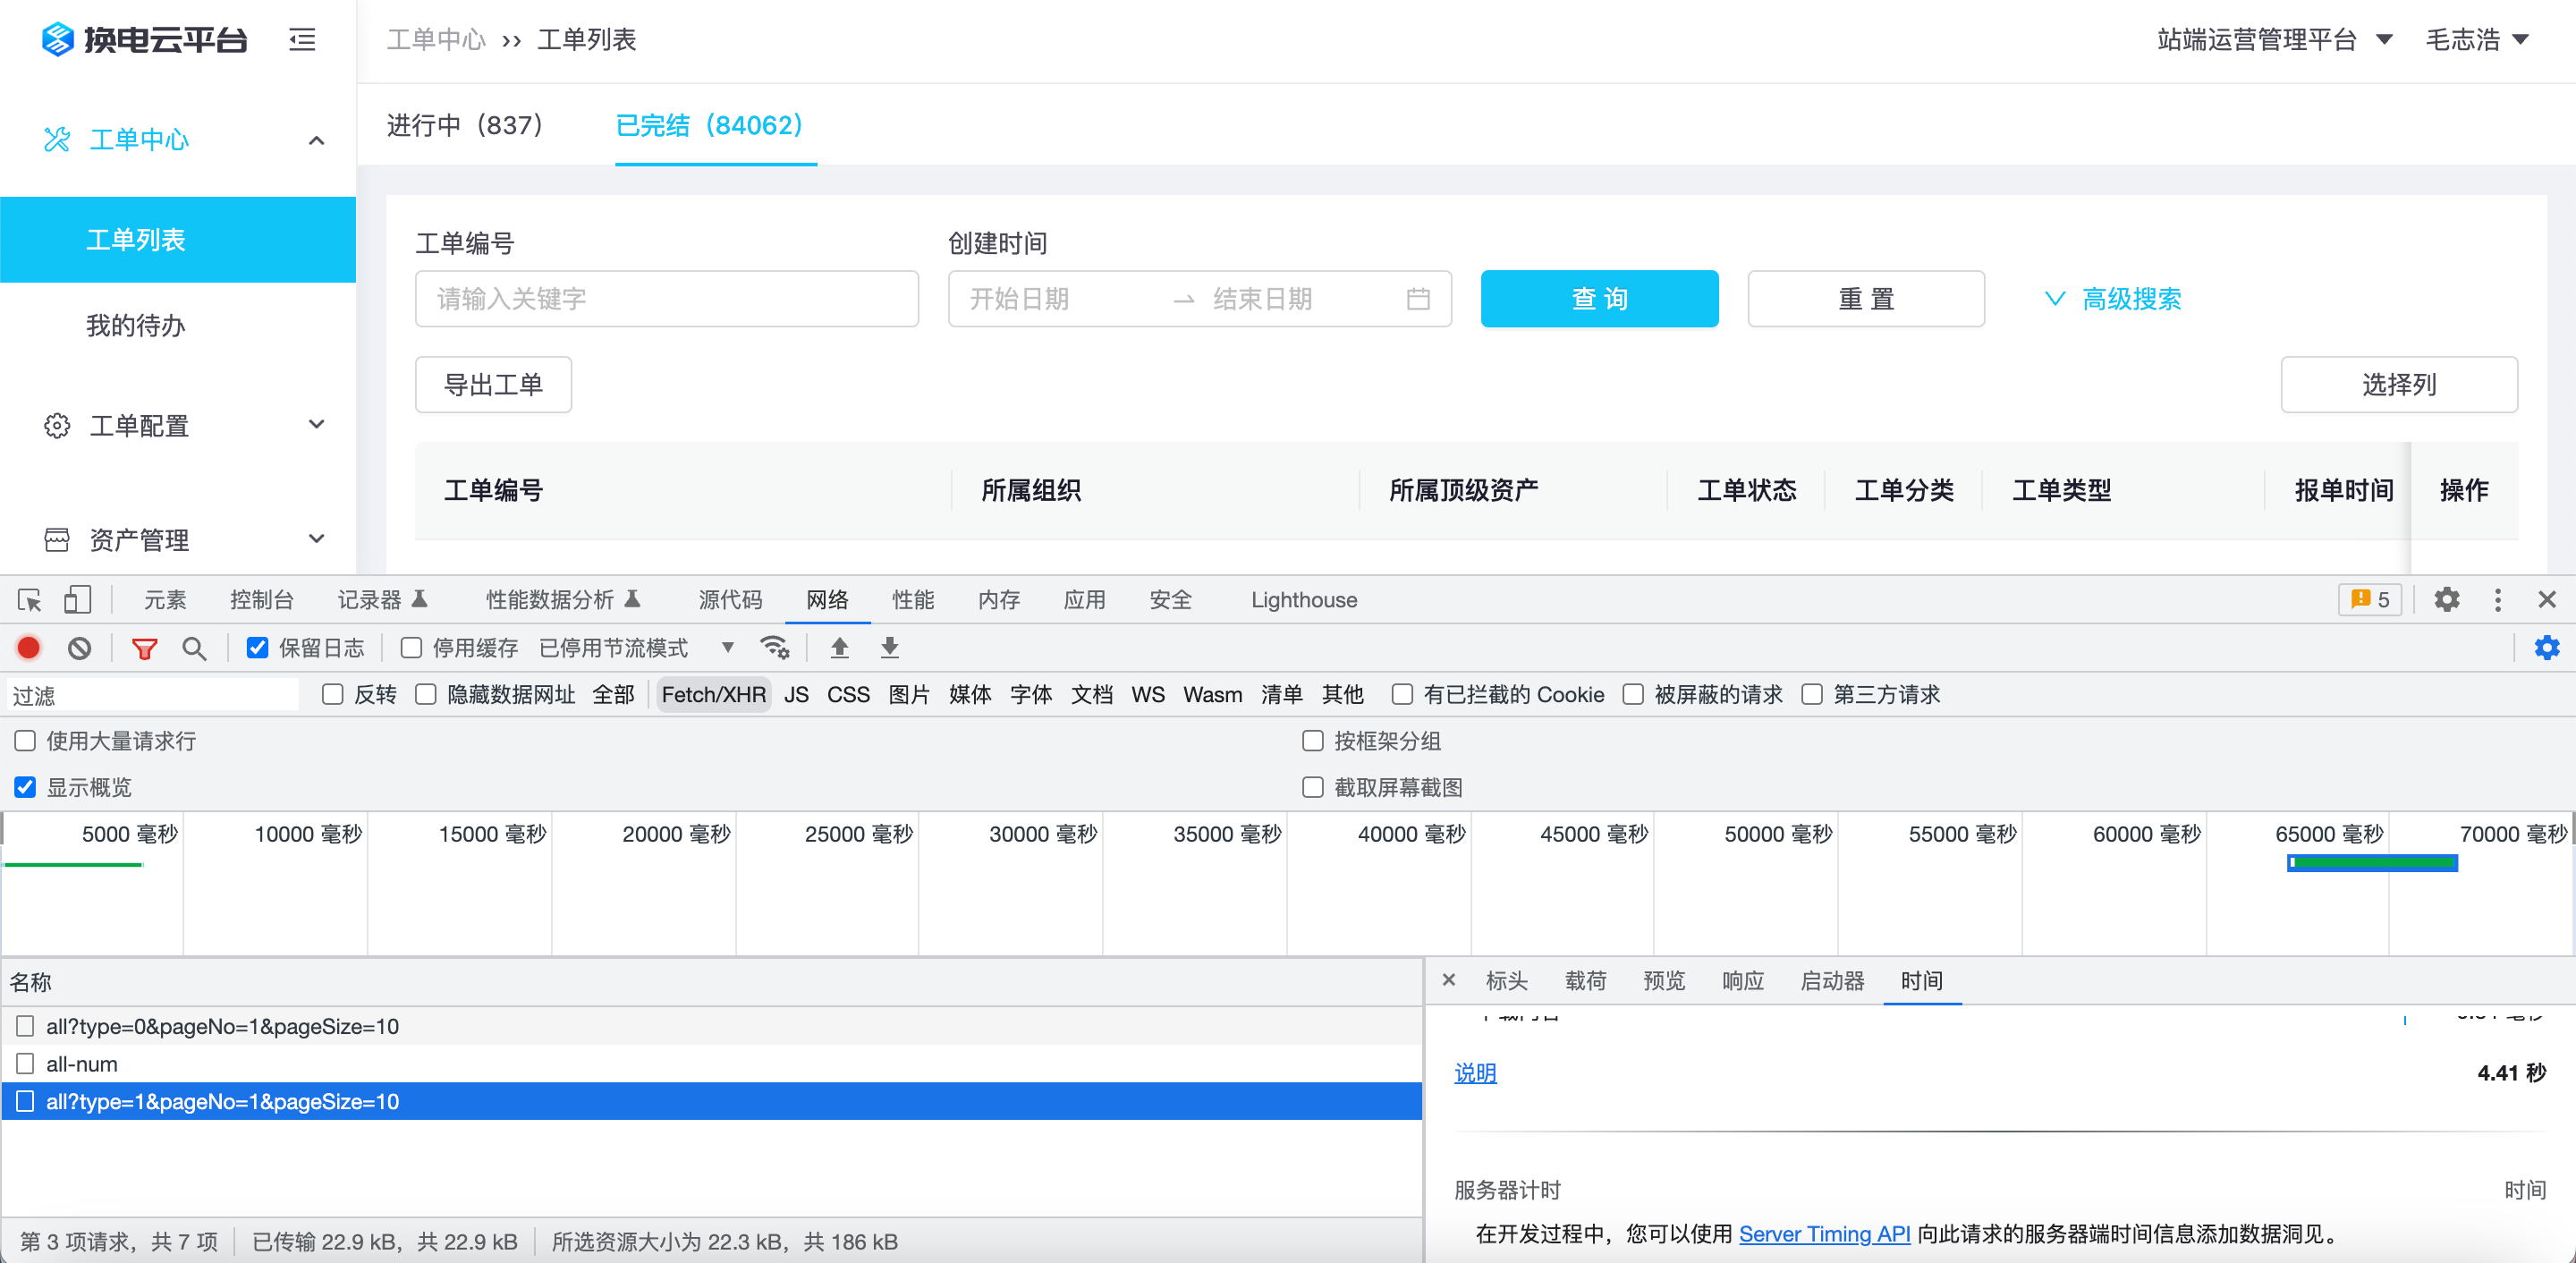 换电云平台
工单中心 ›› 工单列表
站端运营管理平台 毛志浩
工单中心
工单列表
我的待办
工单配置
资产管理
进行中（837） 已完结（84062）
工单编号 创建时间
请输入关键字 开始日期 → 结束日期 查 询 重 置 高级搜索
导出工单 选择列
工单编号 所属组织 所属顶级资产 工单状态 工单分类 工单类型 报单时间 操作
元素 控制台 记录器 性能数据分析 源代码 网络 性能 内存 应用 安全 Lighthouse 5
保留日志 停用缓存 已停用节流模式
过滤 反转 隐藏数据网址 全部 Fetch/XHR JS CSS 图片 媒体 字体 文档 WS Wasm 清单 其他 有已拦截的 Cookie 被屏蔽的请求 第三方请求
使用大量请求行 按框架分组
显示概览 截取屏幕截图
5000 毫秒 10000 毫秒 15000 毫秒 20000 毫秒 25000 毫秒 30000 毫秒 35000 毫秒 40000 毫秒 45000 毫秒 50000 毫秒 55000 毫秒 60000 毫秒 65000 毫秒 70000 毫秒
名称
all?type=0&pageNo=1&pageSize=10
all-num
all?type=1&pageNo=1&pageSize=10
第 3 项请求，共 7 项 已传输 22.9 kB，共 22.9 kB 所选资源大小为 22.3 kB，共 186 kB
× 标头 载荷 预览 响应 启动器 时间
说明 4.41 秒
服务器计时 时间
在开发过程中，您可以使用 Server Timing API 向此请求的服务器端时间信息添加数据洞见。